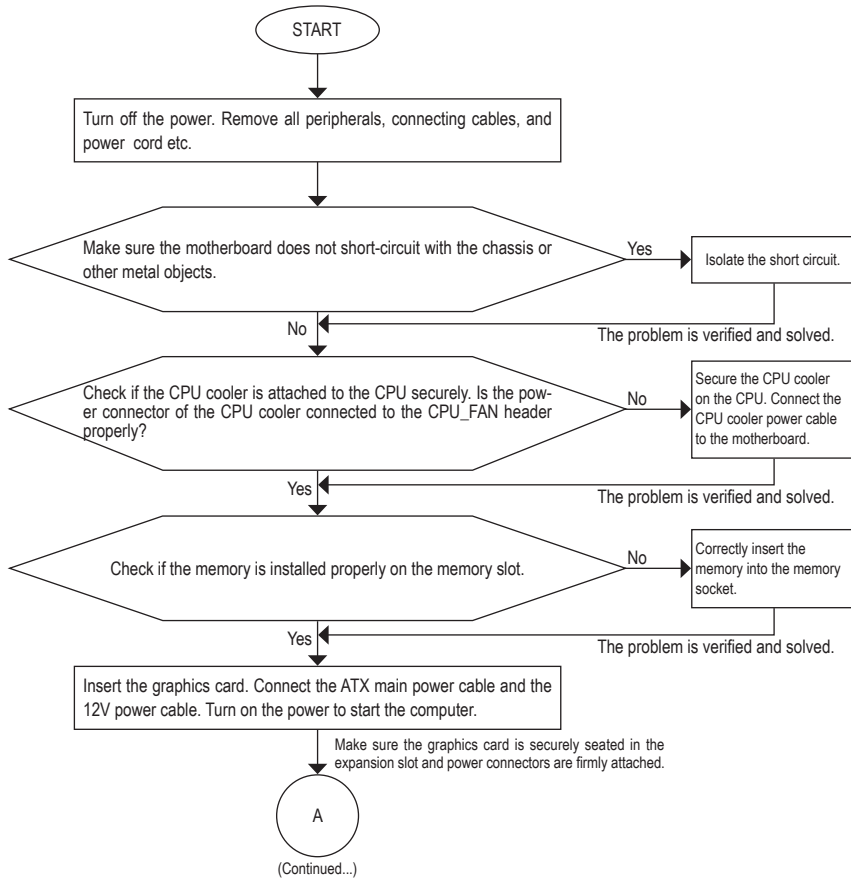 START
Turn off the power. Remove all peripherals, connecting cables, and
power cord etc.
Make sure the motherboard does not short-circuit with the chassis or
other metal objects.
Yes
Isolate the short circuit.
No
The problem is verified and solved.
Check if the CPU cooler is attached to the CPU securely. Is the pow-
er connector of the CPU cooler connected to the CPU_FAN header
properly?
No
Secure the CPU cooler
on the CPU. Connect the
CPU cooler power cable
to the motherboard.
Yes
The problem is verified and solved.
Check if the memory is installed properly on the memory slot.
No
Correctly insert the
memory into the memory
socket.
Yes
The problem is verified and solved.
Insert the graphics card. Connect the ATX main power cable and the
12V power cable. Turn on the power to start the computer.
Make sure the graphics card is securely seated in the
expansion slot and power connectors are firmly attached.
A
(Continued...)